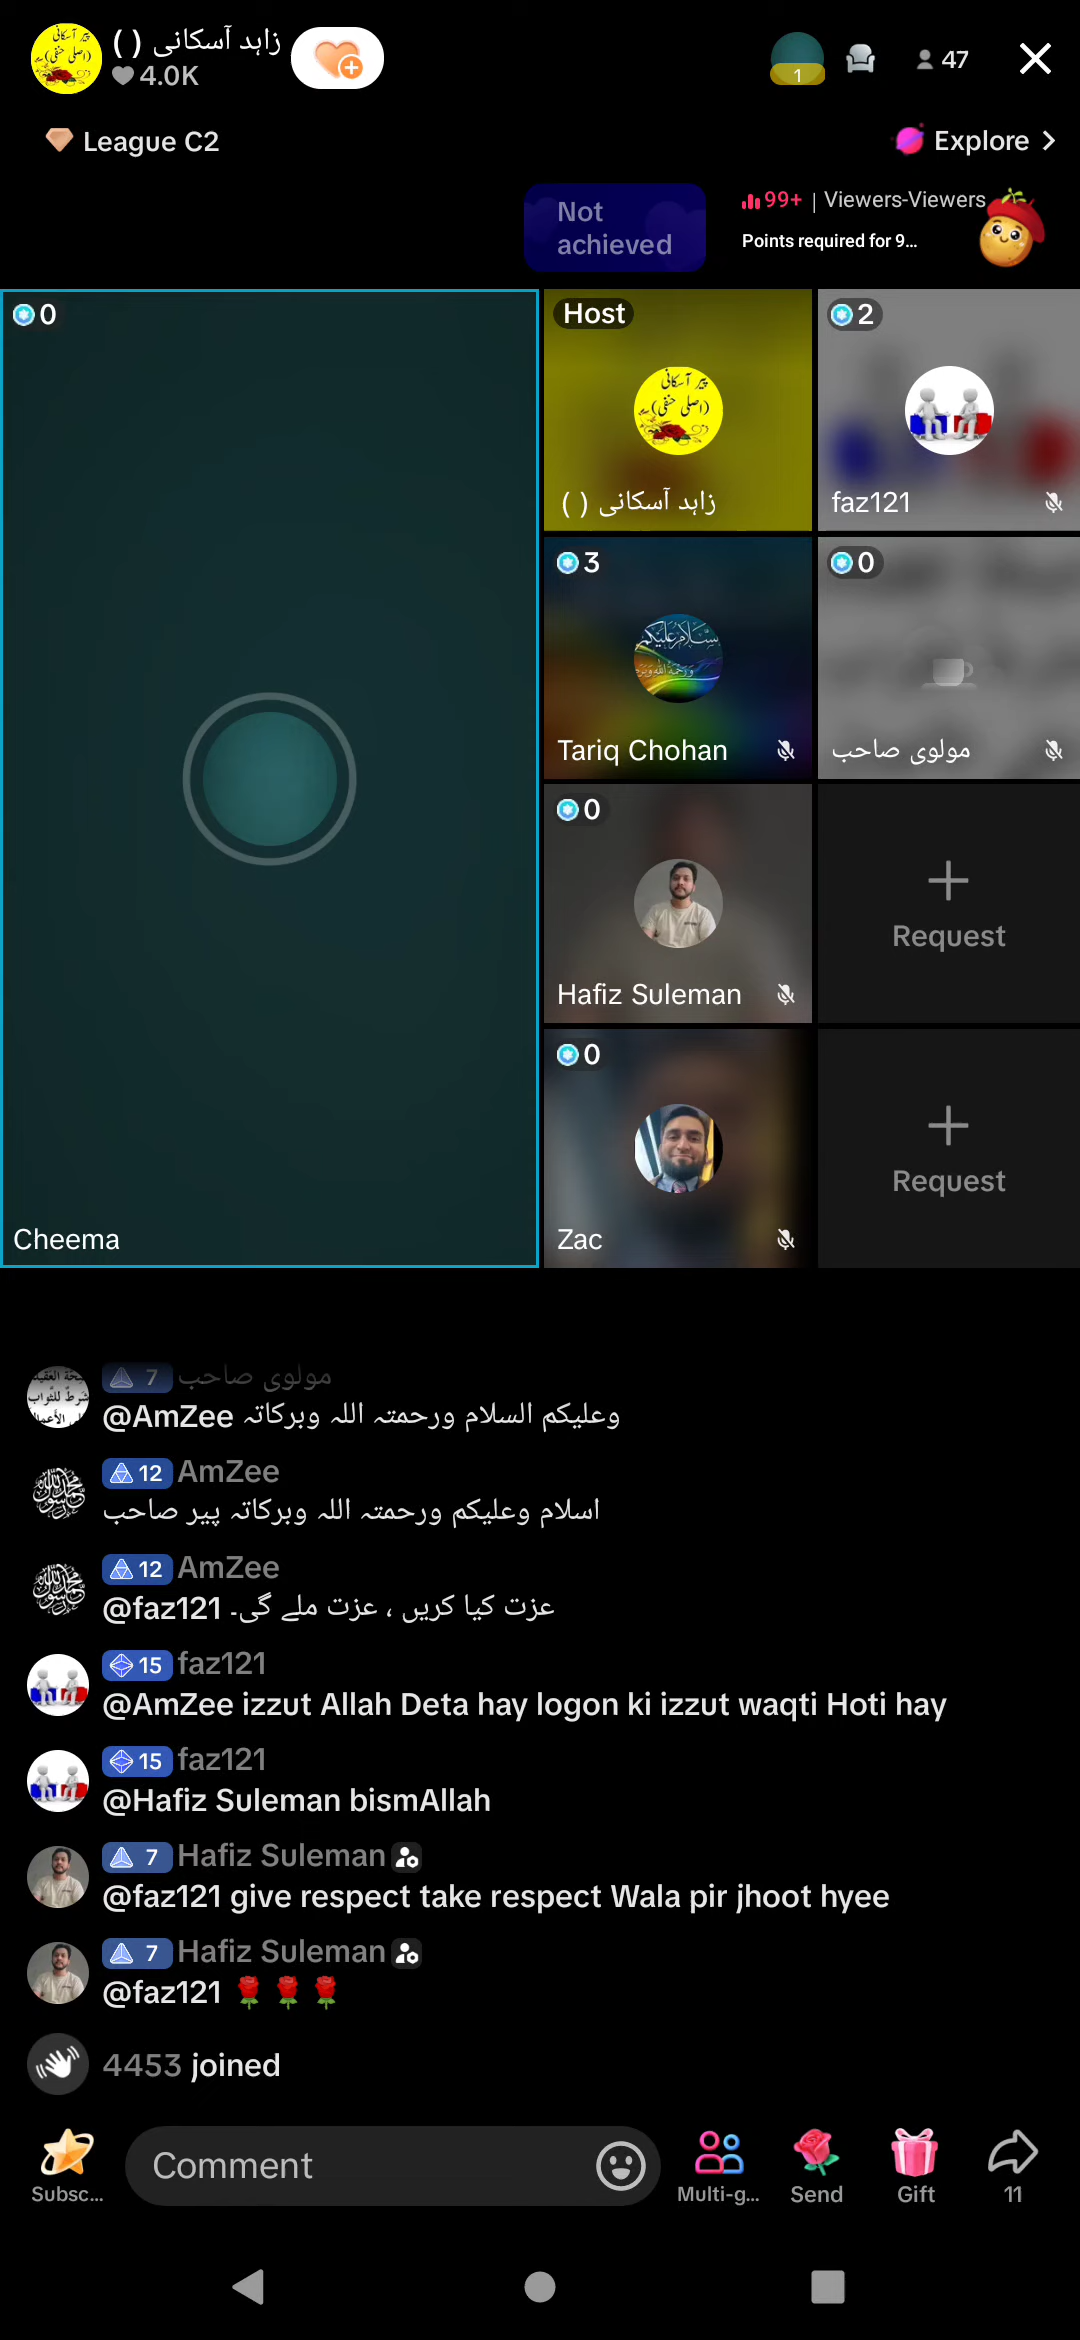 زاہد آسکانی ( )
4.0K
1
47
League C2
Explore
Not
achieved
99+ | Viewers-Viewers
Points required for 9...
0
Host
پیر آسکانی
(اصلی حنفی)
زاہد آسکانی ( )
2
faz121
3
Tariq Chohan
0
مولوی صاحب
0
Hafiz Suleman
Request
0
Zac
Request
Cheema
7 مولوی صاحب
@AmZee وعلیکم السلام ورحمتہ اللہ وبرکاتہ
12 AmZee
اسلام وعلیکم ورحمتہ اللہ وبرکاتہ پیر صاحب
12 AmZee
@faz121 عزت کیا کریں ، عزت ملے گی۔
15 faz121
@AmZee izzut Allah Deta hay logon ki izzut waqti Hoti hay
15 faz121
@Hafiz Suleman bismAllah
7 Hafiz Suleman
@faz121 give respect take respect Wala pir jhoot hyee
7 Hafiz Suleman
@faz121 🌹🌹🌹
4453 joined
Comment
Subsc...
Multi-g...
Send
Gift
11